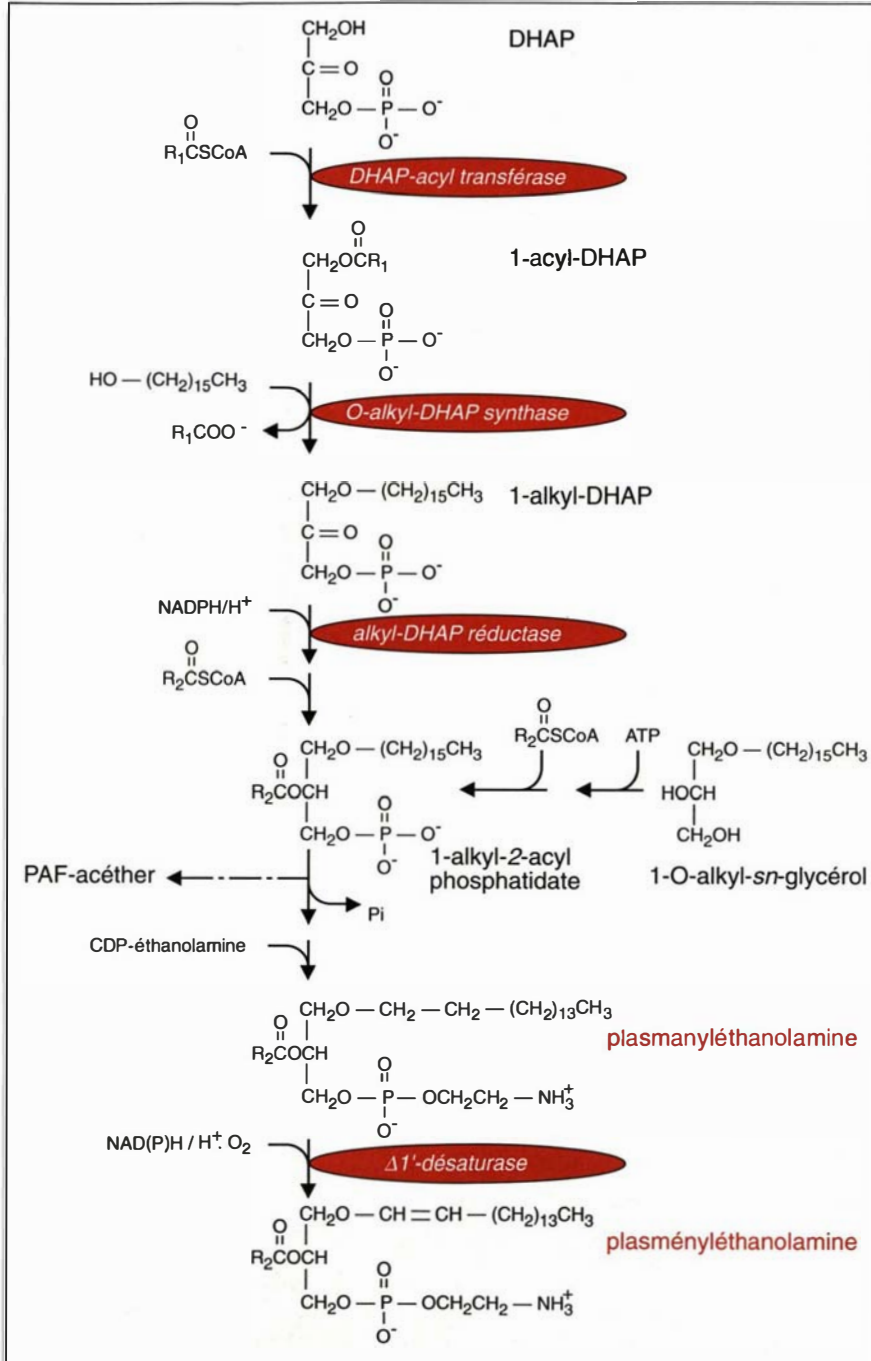 CH₂OH
DHAP
C=O
O
CH₂O — P — O⁻
O⁻
O
R₁CSCoA
DHAP-acyl transférase
O
CH₂OCR₁
1-acyl-DHAP
C=O
O
CH₂O — P — O⁻
O⁻
HO — (CH₂)₁₅CH₃
O-alkyl-DHAP synthase
R₁COO⁻
CH₂O — (CH₂)₁₅CH₃
1-alkyl-DHAP
C=O
O
CH₂O — P — O⁻
O⁻
NADPH/H⁺
alkyl-DHAP réductase
O
R₂CSCoA
O
R₂CSCoA
ATP
CH₂O — (CH₂)₁₅CH₃
HOCH
CH₂OH
1-O-alkyl-sn-glycérol
CH₂O — (CH₂)₁₅CH₃
O
R₂COCH
O
CH₂O — P — O⁻
O⁻
1-alkyl-2-acyl
phosphatidate
PAF-acéther
Pi
CDP-éthanolamine
CH₂O — CH₂ — CH₂ — (CH₂)₁₃CH₃
plasmanyléthanolamine
O
R₂COCH
O
CH₂O — P — OCH₂CH₂ — NH₃⁺
O⁻
NAD(P)H / H⁺. O₂
Δ1'-désaturase
CH₂O — CH=CH — (CH₂)₁₃CH₃
plasményléthanolamine
O
R₂COCH
O
CH₂O — P — OCH₂CH₂ — NH₃⁺
O⁻